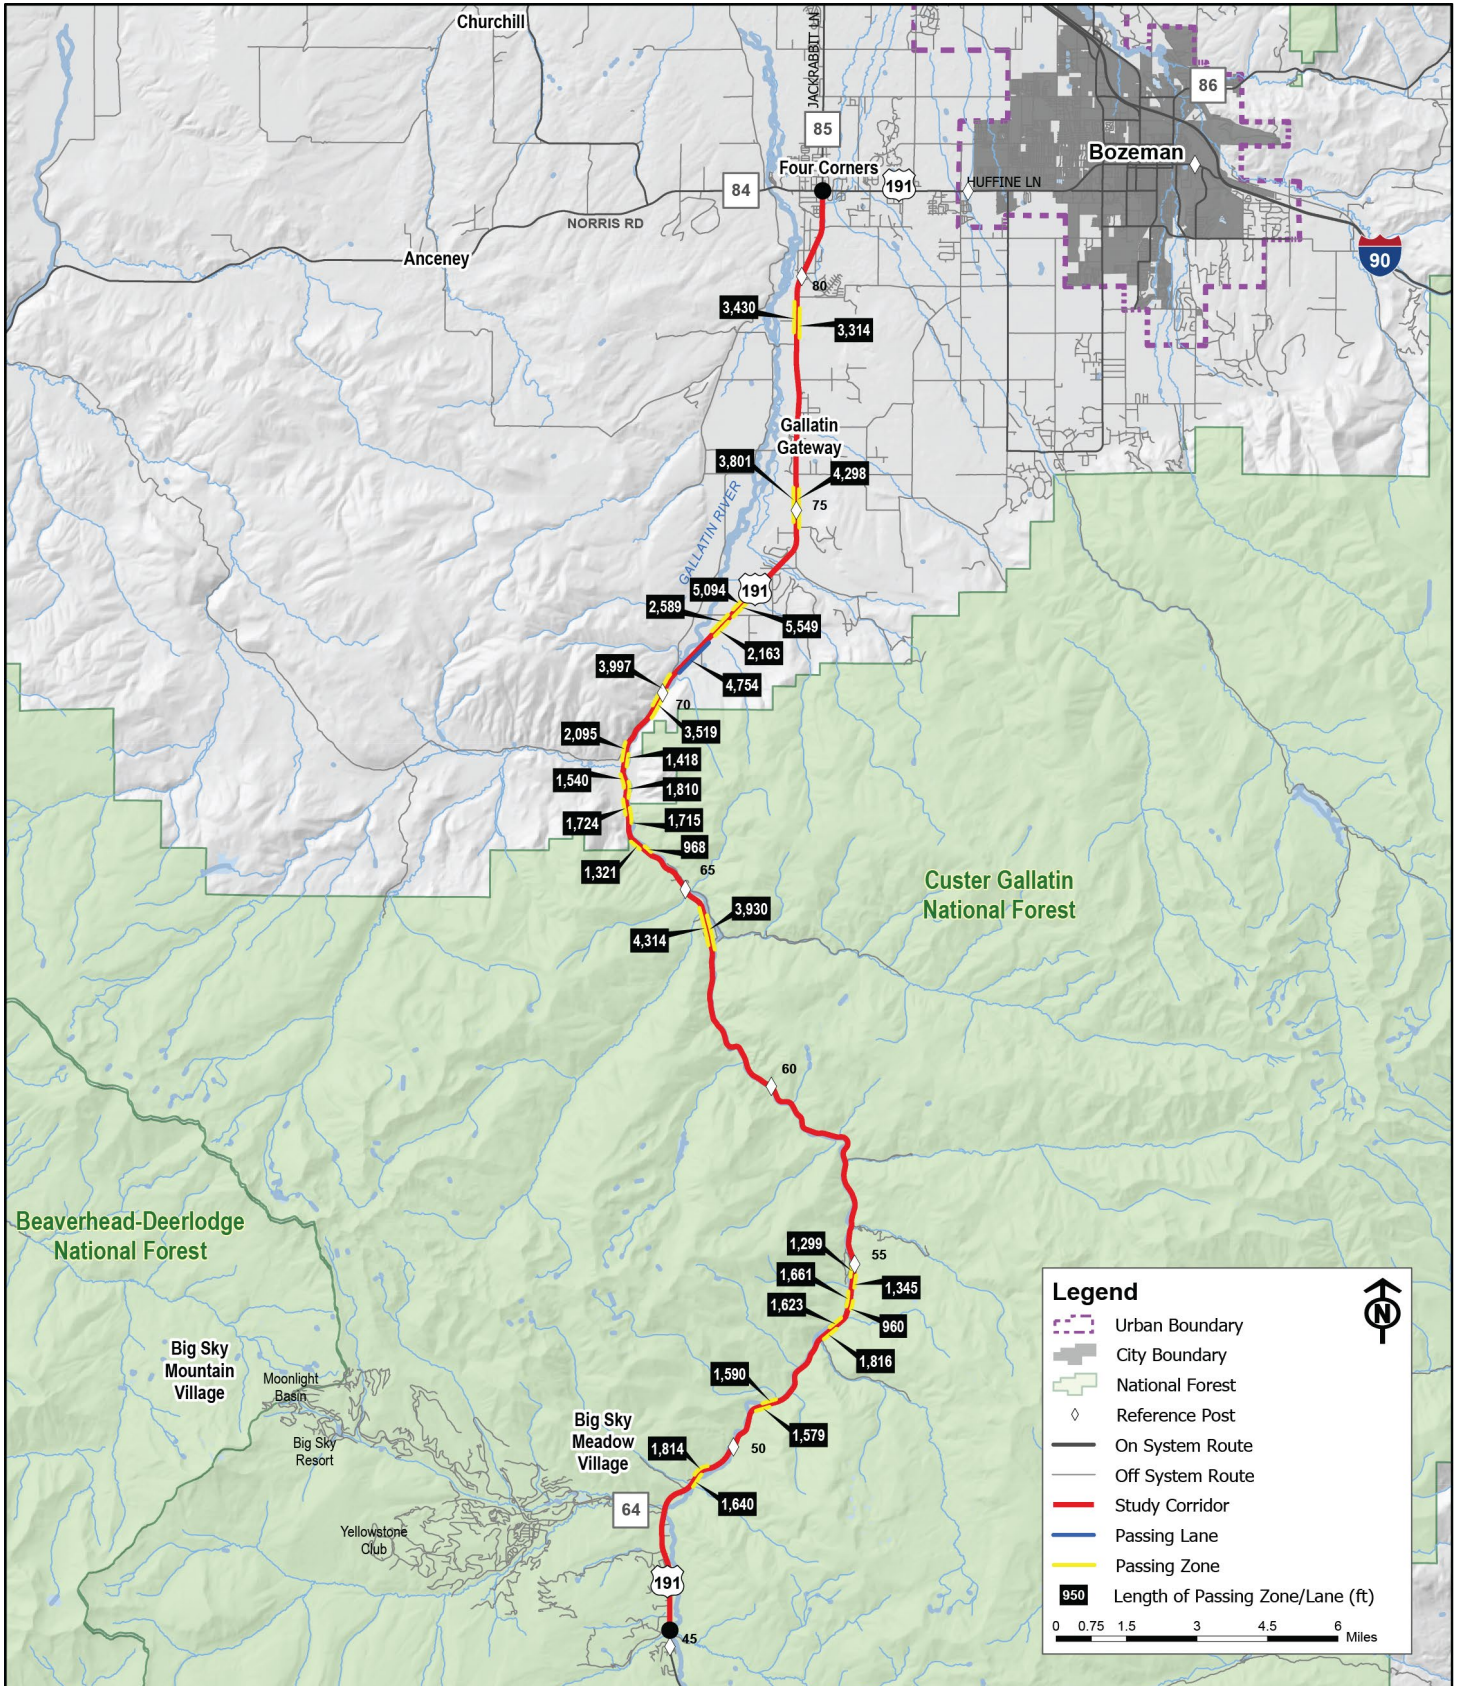 Churchill
JACKRABBIT LN
86
85
Bozeman
Four Corners
191
HUFFINE LN
84
NORRIS RD
Anceney
90
80
3,430
3,314
Gallatin
Gateway
3,801
4,298
75
GALLATIN RIVER
191
5,094
2,589
5,549
2,163
3,997
4,754
70
3,519
2,095
1,418
1,540
1,810
1,724
1,715
968
1,321
65
Custer Gallatin
National Forest
3,930
4,314
60
Beaverhead-Deerlodge
National Forest
1,299
55
1,661
1,345
1,623
960
1,816
Big Sky
Mountain
Village
Moonlight
Basin
Big Sky
Resort
1,590
1,579
Big Sky
Meadow
Village
1,814
50
1,640
64
Yellowstone
Club
191
45
Legend
N
Urban Boundary
City Boundary
National Forest
Reference Post
On System Route
Off System Route
Study Corridor
Passing Lane
Passing Zone
950 Length of Passing Zone/Lane (ft)
0 0.75 1.5 3 4.5 6
Miles